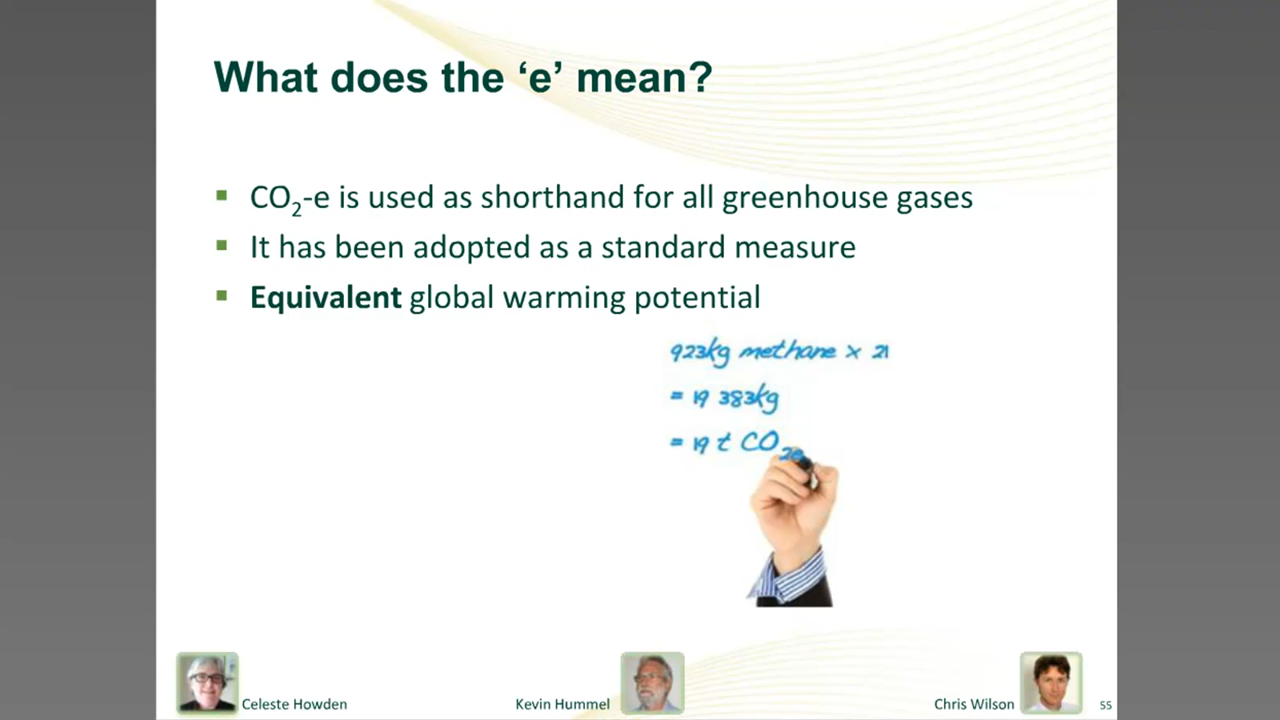 What does the ‘e’ mean?
CO₂-e is used as shorthand for all greenhouse gases
It has been adopted as a standard measure
Equivalent global warming potential
923kg methane × 21
= 19 383kg
= 19 t CO₂e
Celeste Howden
Kevin Hummel
Chris Wilson
55